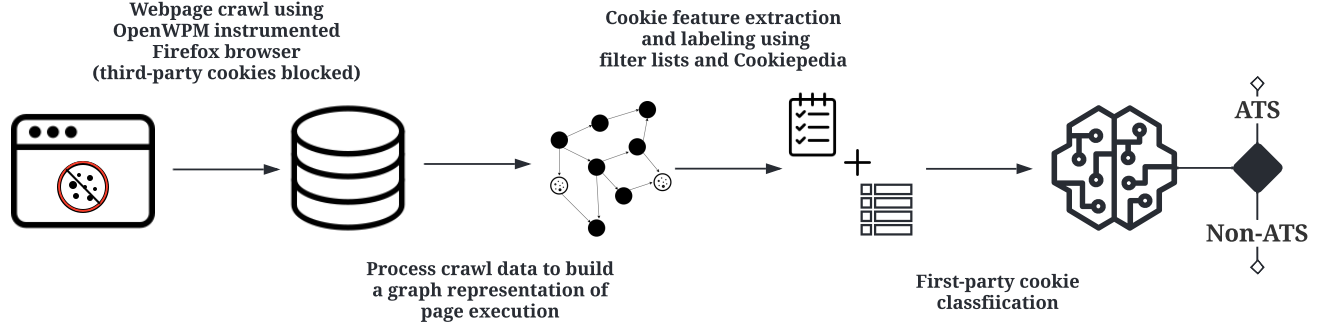 Webpage crawl using
OpenWPM instrumented
Firefox browser
(third-party cookies blocked)
Process crawl data to build
a graph representation of
page execution
Cookie feature extraction
and labeling using
filter lists and Cookiepedia
First-party cookie
classfiication
ATS
Non-ATS